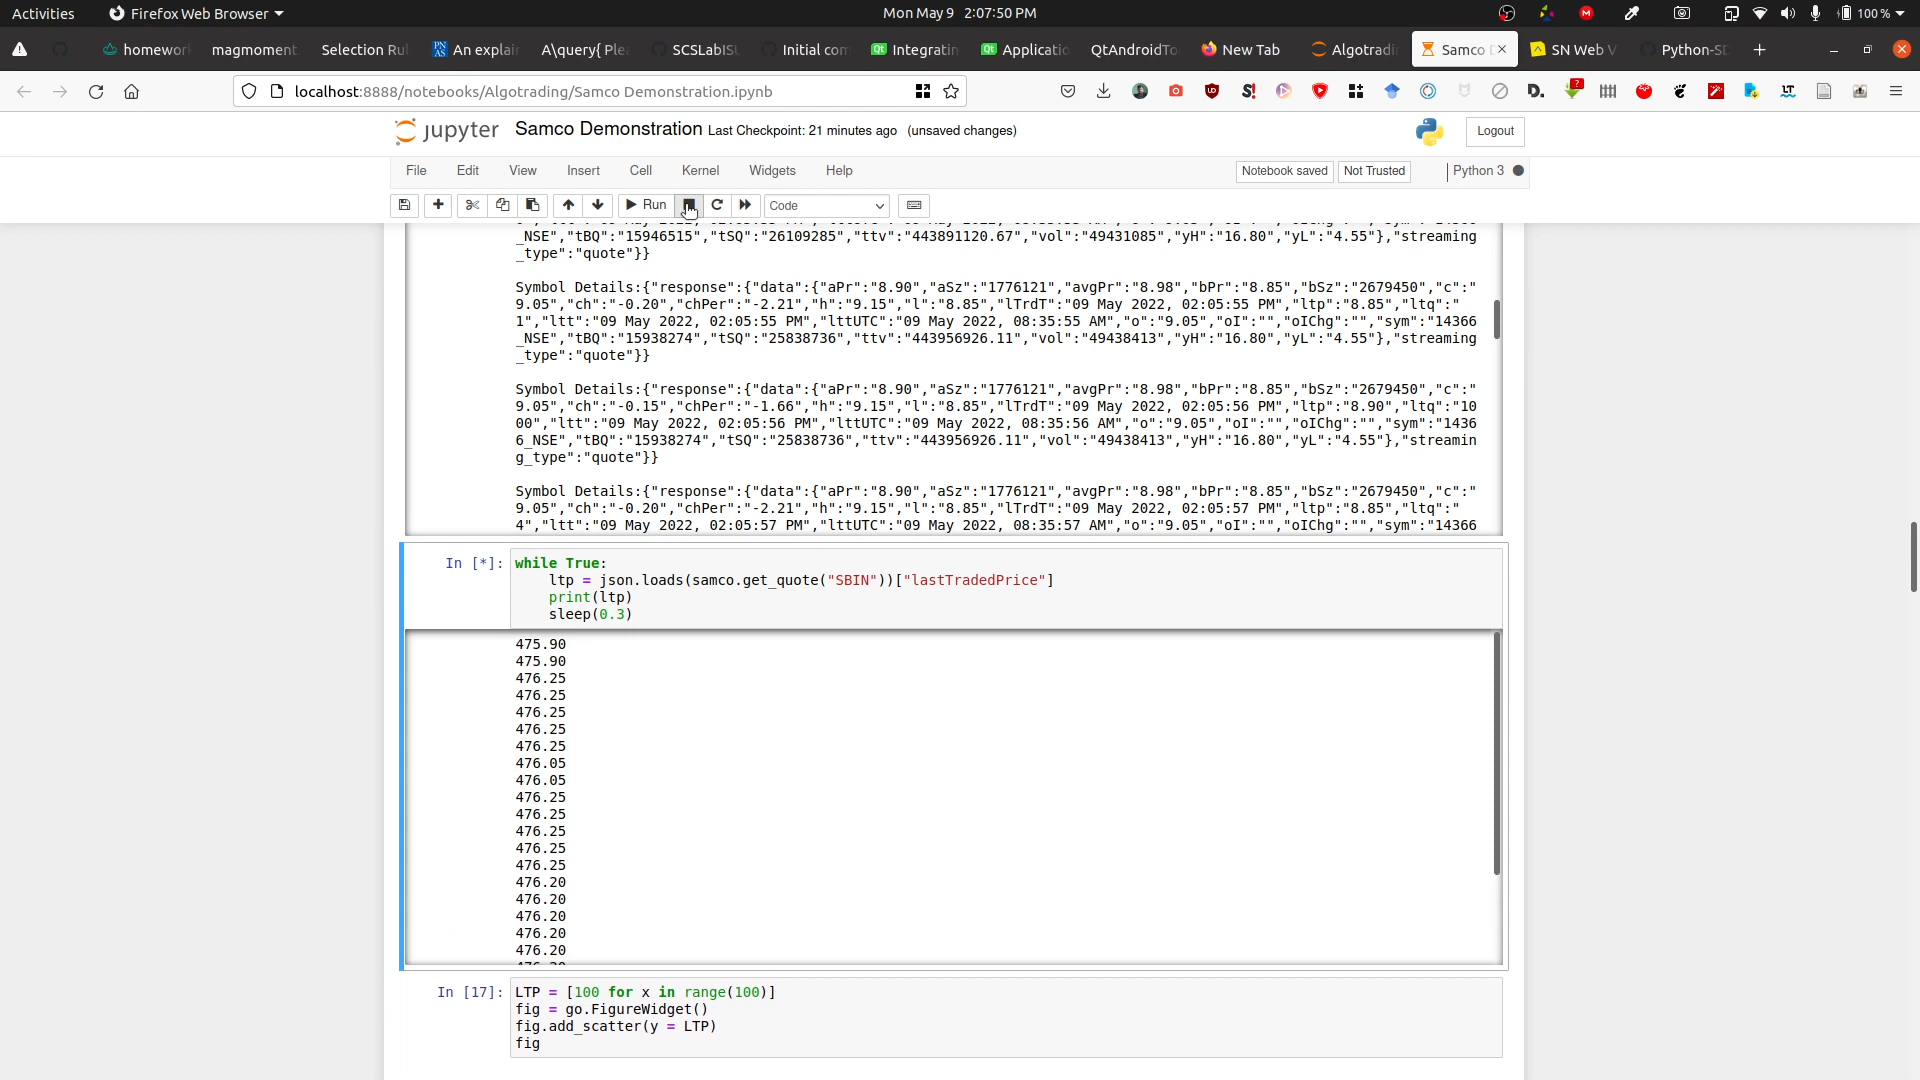 Activities
Firefox Web Browser
Mon May 9 2:07:50 PM
100 %
homewor
magmoment
Selection Rul
An explai
A\query{ Ple
SCSLabIS
Initial con
Integratin
Applicatio
QtAndroidTo
New Tab
Algotradi
Samco
SN Web V
Python-SD
localhost:8888/notebooks/Algotrading/Samco Demonstration.ipynb
jupyter Samco Demonstration Last Checkpoint: 21 minutes ago (unsaved changes)
Logout
File Edit View Insert Cell Kernel Widgets Help
Notebook saved
Not Trusted
Python 3
Run
Code
_NSE","tBQ":"15946515","tSQ":"26109285","ttv":"443891120.67","vol":"49431085","yH":"16.80","yL":"4.55"},"streaming
_type":"quote"}}
Symbol Details:{"response":{"data":{"aPr":"8.90","aSz":"1776121","avgPr":"8.98","bPr":"8.85","bSz":"2679450","c":"
9.05","ch":"-0.20","chPer":"-2.21","h":"9.15","l":"8.85","lTrdT":"09 May 2022, 02:05:55 PM","ltp":"8.85","ltq":"
1","ltt":"09 May 2022, 02:05:55 PM","lttUTC":"09 May 2022, 08:35:55 AM","o":"9.05","oI":"","oIChg":"","sym":"14366
_NSE","tBQ":"15938274","tSQ":"25838736","ttv":"443956926.11","vol":"49438413","yH":"16.80","yL":"4.55"},"streaming
_type":"quote"}}
Symbol Details:{"response":{"data":{"aPr":"8.90","aSz":"1776121","avgPr":"8.98","bPr":"8.85","bSz":"2679450","c":"
9.05","ch":"-0.15","chPer":"-1.66","h":"9.15","l":"8.85","lTrdT":"09 May 2022, 02:05:56 PM","ltp":"8.90","ltq":"10
00","ltt":"09 May 2022, 02:05:56 PM","lttUTC":"09 May 2022, 08:35:56 AM","o":"9.05","oI":"","oIChg":"","sym":"1436
6_NSE","tBQ":"15938274","tSQ":"25838736","ttv":"443956926.11","vol":"49438413","yH":"16.80","yL":"4.55"},"streamin
g_type":"quote"}}
Symbol Details:{"response":{"data":{"aPr":"8.90","aSz":"1776121","avgPr":"8.98","bPr":"8.85","bSz":"2679450","c":"
9.05","ch":"-0.20","chPer":"-2.21","h":"9.15","l":"8.85","lTrdT":"09 May 2022, 02:05:57 PM","ltp":"8.85","ltq":"
4","ltt":"09 May 2022, 02:05:57 PM","lttUTC":"09 May 2022, 08:35:57 AM","o":"9.05","oI":"","oIChg":"","sym":"14366
In [*]: while True:
ltp = json.loads(samco.get_quote("SBIN"))["lastTradedPrice"]
print(ltp)
sleep(0.3)
475.90
475.90
476.25
476.25
476.25
476.25
476.25
476.05
476.05
476.25
476.25
476.25
476.25
476.25
476.20
476.20
476.20
476.20
476.20
In [17]: LTP = [100 for x in range(100)]
fig = go.FigureWidget()
fig.add_scatter(y = LTP)
fig